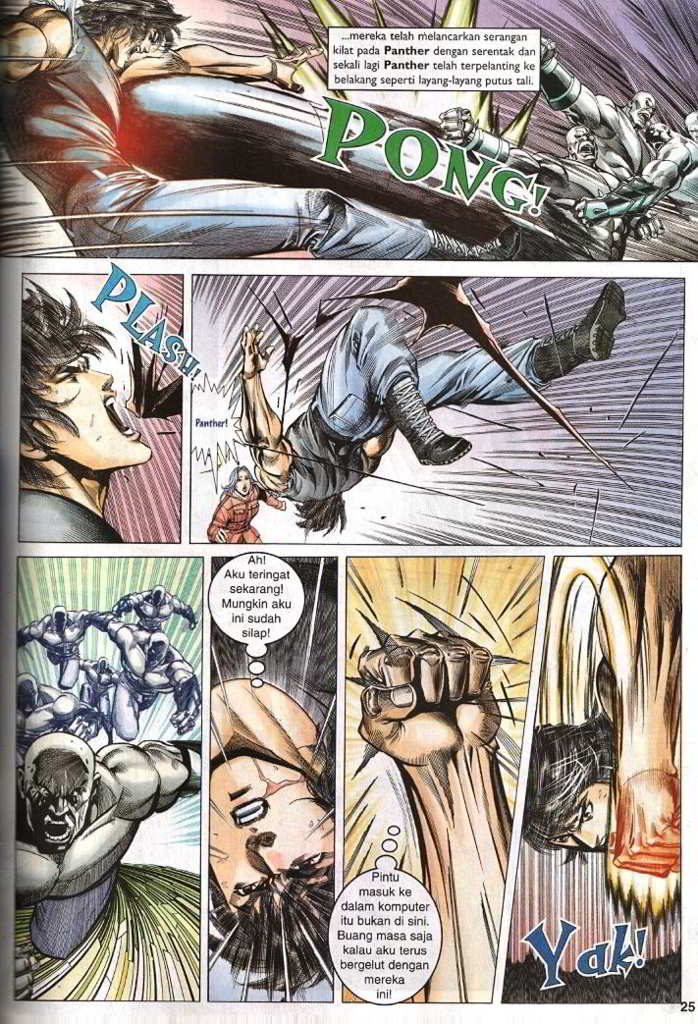 ...mereka telah melancarkan serangan
kilat pada Panther dengan serentak dan
sekali lagi Panther telah terpelanting ke
belakang seperti layang-layang putus tali.
PONG!
PLASH!
Panther!
Ah!
Aku teringat
sekarang!
Mungkin aku
ini sudah
silap!
Pintu
masuk ke
dalam komputer
itu bukan di sini.
Buang masa saja
kalau aku terus
bergelut dengan
mereka
ini!
Yak!
25